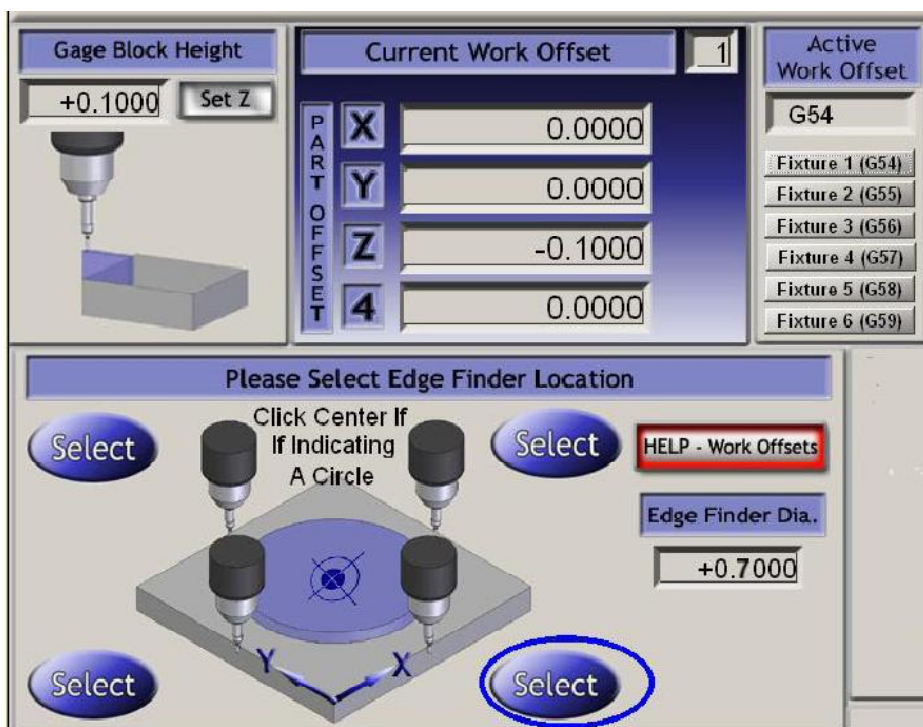 Gage Block Height
+0.1000
Set Z
Current Work Offset
1
PART OFFSET
X
0.0000
Y
0.0000
Z
-0.1000
4
0.0000
Active
Work Offset
G54
Fixture 1 (G54)
Fixture 2 (G55)
Fixture 3 (G56)
Fixture 4 (G57)
Fixture 5 (G58)
Fixture 6 (G59)
Please Select Edge Finder Location
Select
Click Center If
If Indicating
A Circle
Select
HELP - Work Offsets
Edge Finder Dia.
+0.7000
Y
X
Select
Select